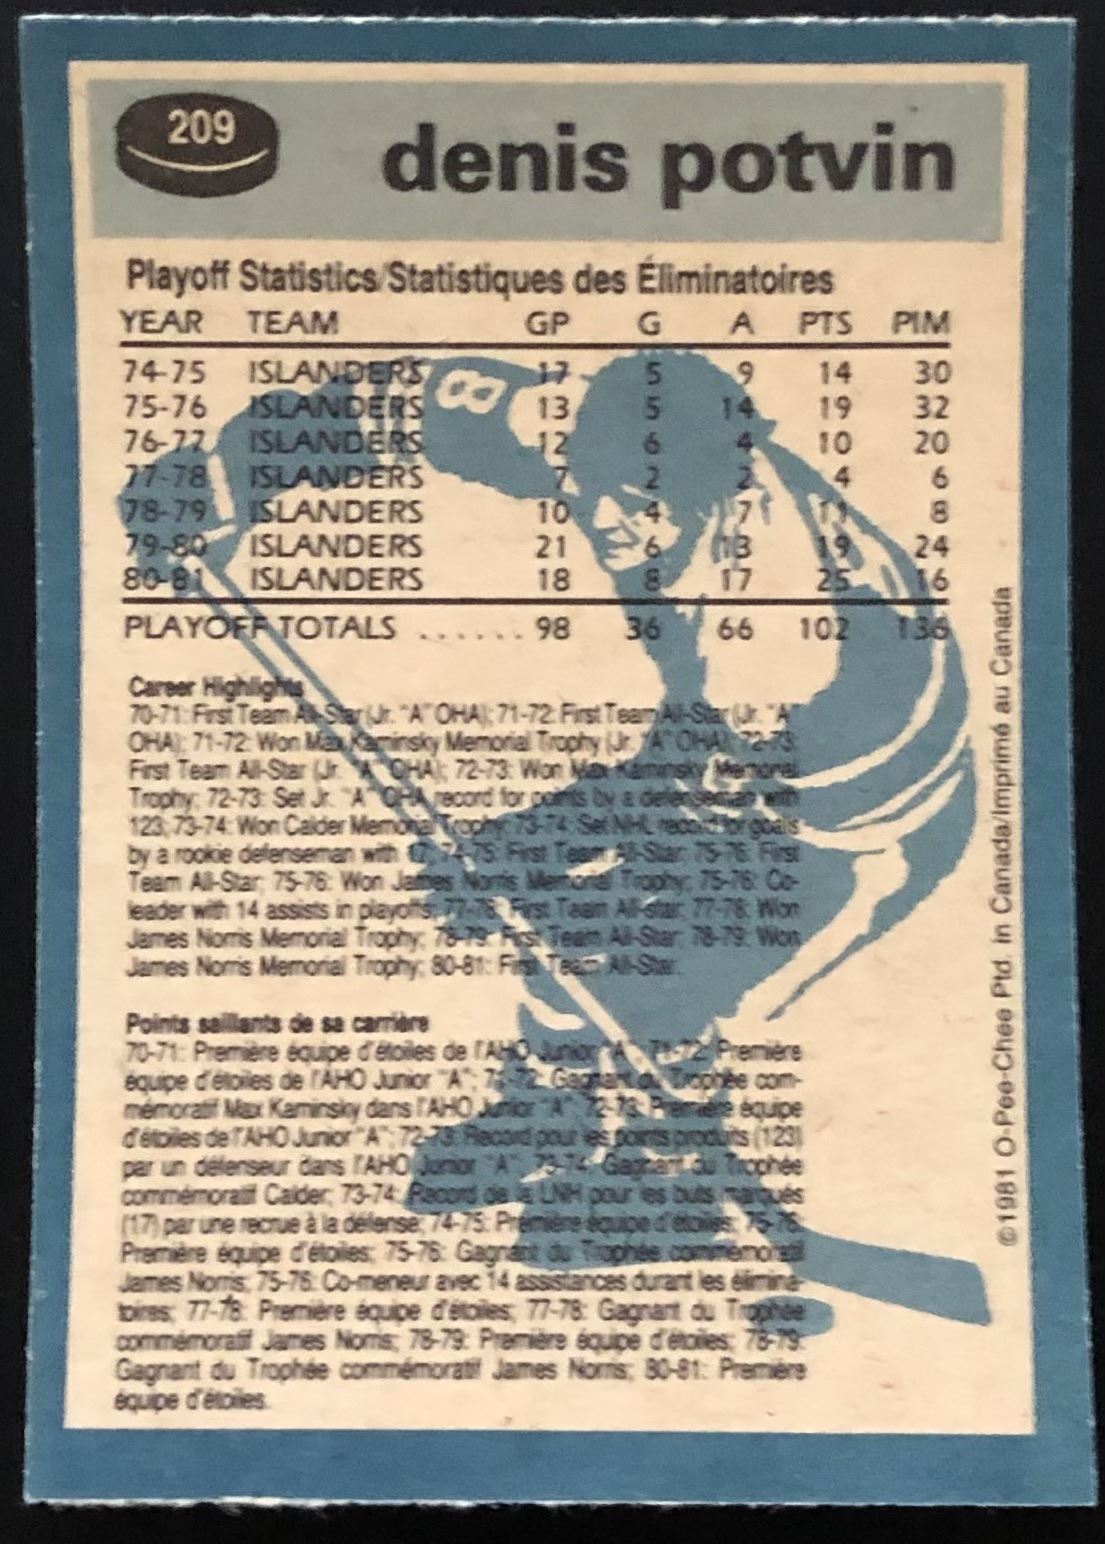 209
denis potvin
Playoff Statistics/Statistiques des Éliminatoires
YEAR TEAM GP G A PTS PIM
74-75 ISLANDERS 17 5 9 14 30
75-76 ISLANDERS 13 5 14 19 32
76-77 ISLANDERS 12 6 4 10 20
77-78 ISLANDERS 7 2 2 4 6
78-79 ISLANDERS 10 4 7 11 8
79-80 ISLANDERS 21 6 13 19 24
80-81 ISLANDERS 18 8 17 25 16
PLAYOFF TOTALS ...... 98 36 66 102 136
Career Highlights
70-71: First Team All-Star (Jr. "A" OHA); 71-72: First Team All-Star (Jr. "A"
OHA); 71-72: Won Max Kaminsky Memorial Trophy (Jr. "A" OHA); 72-73:
First Team All-Star (Jr. "A" OHA); 72-73: Won Max Kaminsky Memorial
Trophy; 72-73: Set Jr. "A" OHA record for points by a defenseman with
123; 73-74: Won Calder Memorial Trophy; 73-74: Set NHL record for goals
by a rookie defenseman with 17; 74-75: First Team All-Star; 75-76: First
Team All-Star; 75-76: Won James Norris Memorial Trophy; 75-76: Co-
leader with 14 assists in playoffs; 77-78: First Team All-star; 77-78: Won
James Norris Memorial Trophy; 78-79: First Team All-Star; 78-79: Won
James Norris Memorial Trophy; 80-81: First Team All-Star.
Points saillants de sa carrière
70-71: Première équipe d'étoiles de l'AHO Junior "A"; 71-72: Première
équipe d'étoiles de l'AHO Junior "A"; 71-72: Gagnant du Trophée com-
mémoratif Max Kaminsky dans l'AHO Junior "A"; 72-73: Première équipe
d'étoiles de l'AHO Junior "A"; 72-73: Record pour les points produits (123)
par un défenseur dans l'AHO Junior "A"; 73-74: Gagnant du Trophée
commémoratif Calder; 73-74: Record de la LNH pour les buts marqués
(17) par une recrue à la défense; 74-75: Première équipe d'étoiles; 75-76:
Première équipe d'étoiles; 75-76: Gagnant du Trophée commémoratif
James Norris; 75-76: Co-meneur avec 14 assistances durant les élimina-
toires; 77-78: Première équipe d'étoiles; 77-78: Gagnant du Trophée
commémoratif James Norris; 78-79: Première équipe d'étoiles; 78-79:
Gagnant du Trophée commémoratif James Norris; 80-81: Première
équipe d'étoiles.
©1981 O-Pee-Chee Ptd. in Canada/Imprimé au Canada
8